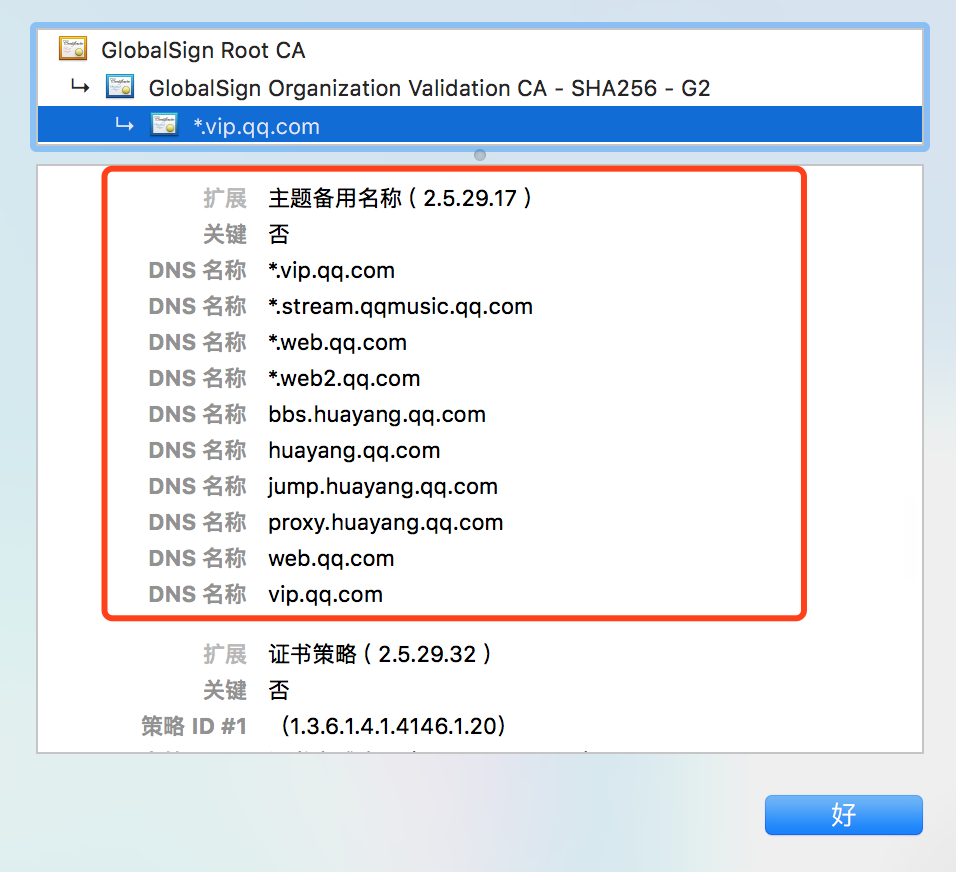 GlobalSign Root CA
GlobalSign Organization Validation CA - SHA256 - G2
*.vip.qq.com
扩展 主题备用名称 ( 2.5.29.17 )
关键 否
DNS 名称 *.vip.qq.com
DNS 名称 *.stream.qqmusic.qq.com
DNS 名称 *.web.qq.com
DNS 名称 *.web2.qq.com
DNS 名称 bbs.huayang.qq.com
DNS 名称 huayang.qq.com
DNS 名称 jump.huayang.qq.com
DNS 名称 proxy.huayang.qq.com
DNS 名称 web.qq.com
DNS 名称 vip.qq.com
扩展 证书策略 ( 2.5.29.32 )
关键 否
策略 ID #1 (1.3.6.1.4.1.4146.1.20)
好